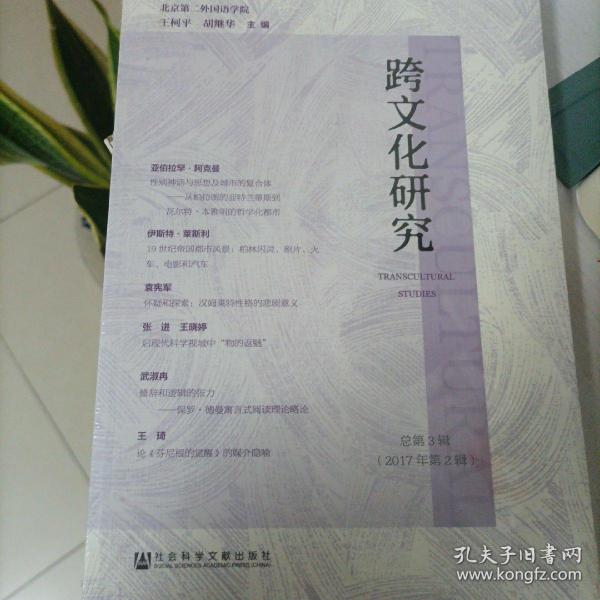 北京第二外国语学院
王柯平 胡继华 主编
跨文化研究
TRANSCULTURAL
STUDIES
亚伯拉罕·阿克曼
性别神话与思想及城市的复合体
——从柏拉图的亚特兰蒂斯到
瓦尔特·本雅明的哲学化都市
伊斯特·莱斯利
19世纪帝国都市风景:柏林闪灵、照片、火
车、电影和汽车
袁宪军
怀疑和探索:汉姆莱特性格的悲剧意义
张进 王晓婷
后现代科学视域中“物的返魅”
武淑冉
修辞和逻辑的张力
——保罗·德曼寓言式阅读理论略论
王琦
论《芬尼根的觉醒》的媒介隐喻
总第3辑
(2017年第2辑)
社会科学文献出版社
SOCIAL SCIENCES ACADEMIC PRESS (CHINA)
孔夫子旧书网
www.kongfz.com